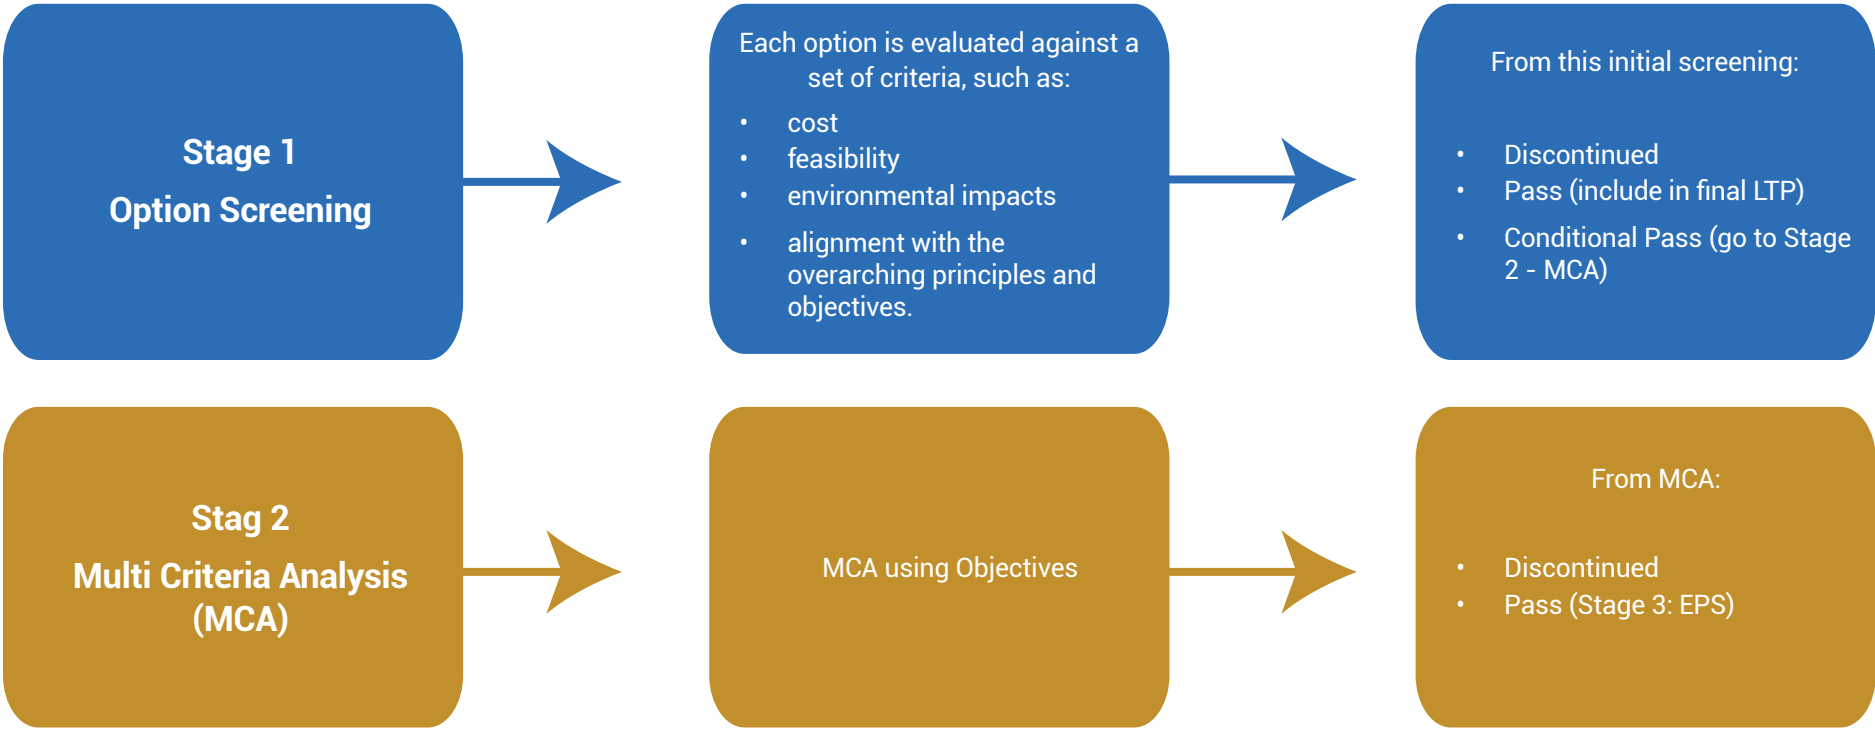 Stage 1
Option Screening
Each option is evaluated against a
set of criteria, such as:
• cost
• feasibility
• environmental impacts
• alignment with the
overarching principles and
objectives.
From this initial screening:
• Discontinued
• Pass (include in final LTP)
• Conditional Pass (go to Stage
2 - MCA)
Stag 2
Multi Criteria Analysis
(MCA)
MCA using Objectives
From MCA:
• Discontinued
• Pass (Stage 3: EPS)